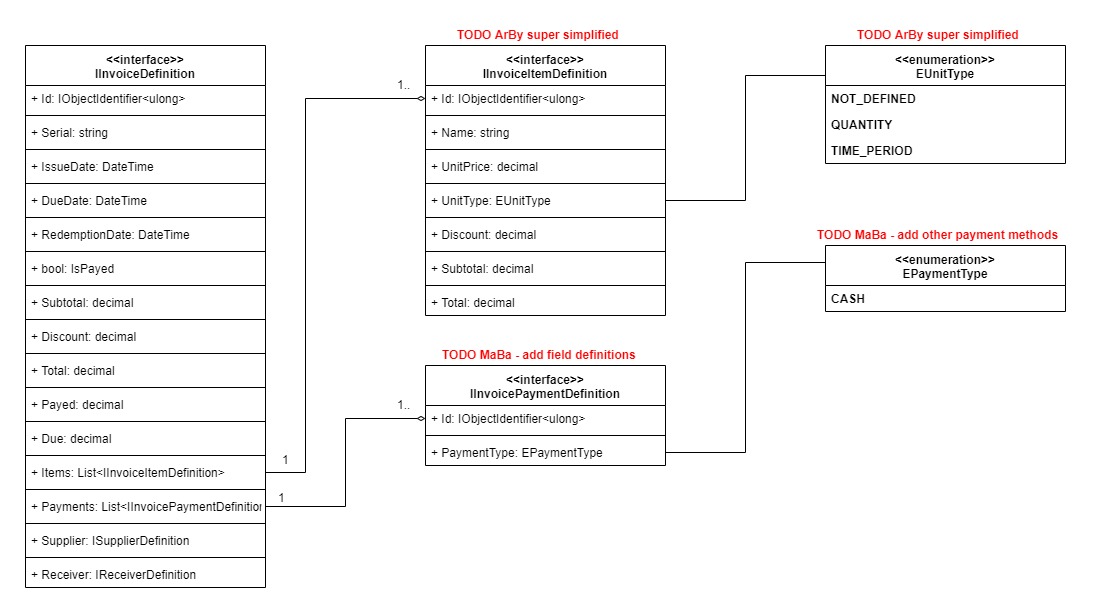 <<interface>>
IInvoiceDefinition
+ Id: IObjectIdentifier<ulong>
+ Serial: string
+ IssueDate: DateTime
+ DueDate: DateTime
+ RedemptionDate: DateTime
+ bool: IsPayed
+ Subtotal: decimal
+ Discount: decimal
+ Total: decimal
+ Payed: decimal
+ Due: decimal
+ Items: List<IInvoiceItemDefinition>
+ Payments: List<IInvoicePaymentDefinition
+ Supplier: ISupplierDefinition
+ Receiver: IReceiverDefinition
1
1
1..
1..
TODO ArBy super simplified
<<interface>>
IInvoiceItemDefinition
+ Id: IObjectIdentifier<ulong>
+ Name: string
+ UnitPrice: decimal
+ UnitType: EUnitType
+ Discount: decimal
+ Subtotal: decimal
+ Total: decimal
TODO MaBa - add field definitions
<<interface>>
IInvoicePaymentDefinition
+ Id: IObjectIdentifier<ulong>
+ PaymentType: EPaymentType
TODO ArBy super simplified
<<enumeration>>
EUnitType
NOT_DEFINED
QUANTITY
TIME_PERIOD
TODO MaBa - add other payment methods
<<enumeration>>
EPaymentType
CASH